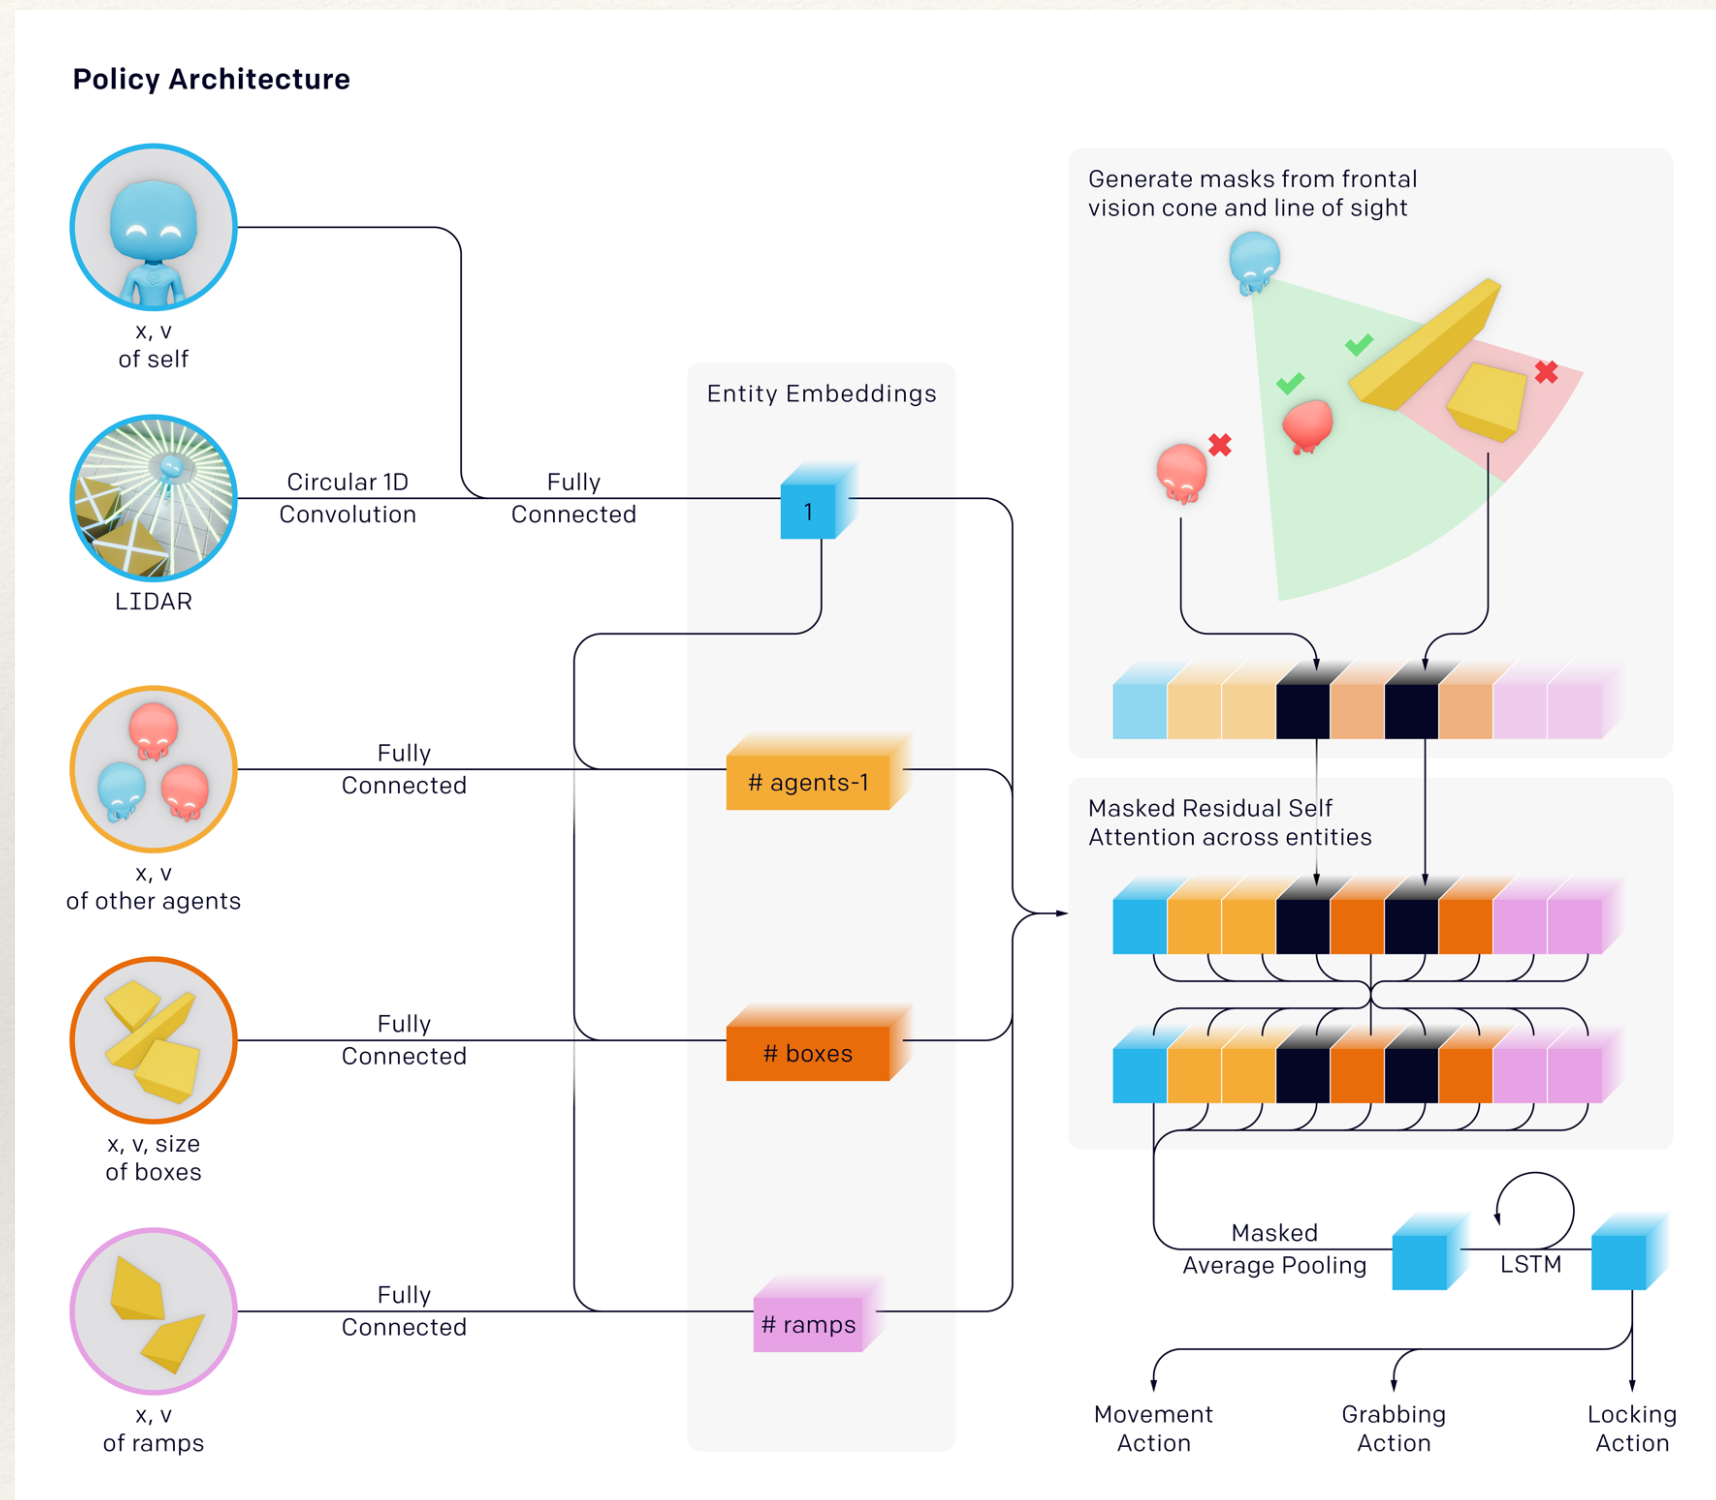 Policy Architecture
x, v
of self
Circular 1D
Convolution
Fully
Connected
LIDAR
Entity Embeddings
1
Fully
Connected
# agents-1
x, v
of other agents
Fully
Connected
# boxes
x, v, size
of boxes
Fully
Connected
# ramps
x, v
of ramps
Generate masks from frontal
vision cone and line of sight
Masked Residual Self
Attention across entities
Masked
Average Pooling
LSTM
Movement
Action
Grabbing
Action
Locking
Action